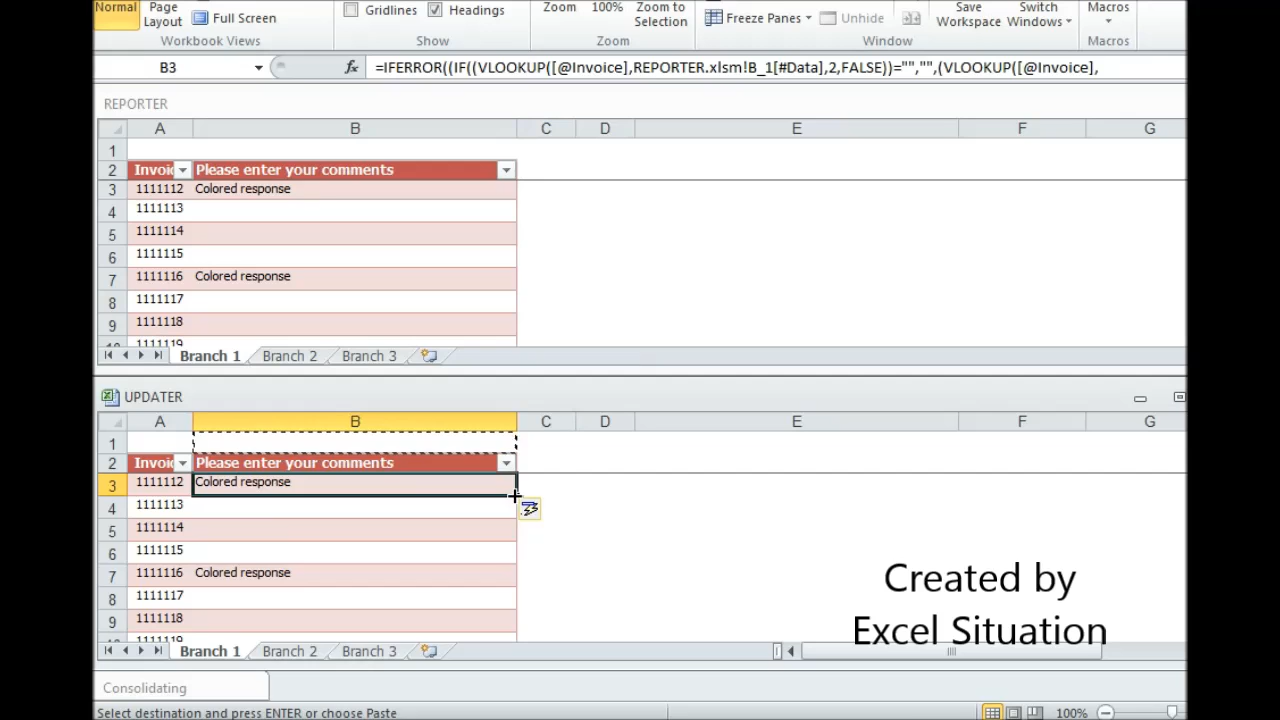 Normal Page Layout Full Screen Gridlines Headings Zoom 100% Zoom to Selection Freeze Panes Unhide Save Workspace Switch Windows Macros
Workbook Views Show Zoom Window Macros
B3 fx =IFERROR((IF((VLOOKUP([@Invoice],REPORTER.xlsm!B_1[#Data],2,FALSE))="","",(VLOOKUP([@Invoice],
REPORTER
A B C D E F G
1
2 Invoic Please enter your comments
3 1111112 Colored response
4 1111113
5 1111114
6 1111115
7 1111116 Colored response
8 1111117
9 1111118
1111119
Branch 1 Branch 2 Branch 3
UPDATER
A B C D E F G
1
2 Invoic Please enter your comments
3 1111112 Colored response
4 1111113
5 1111114
6 1111115
7 1111116 Colored response
8 1111117
9 1111118
1111119
Created by
Excel Situation
Branch 1 Branch 2 Branch 3
Consolidating
Select destination and press ENTER or choose Paste 100%